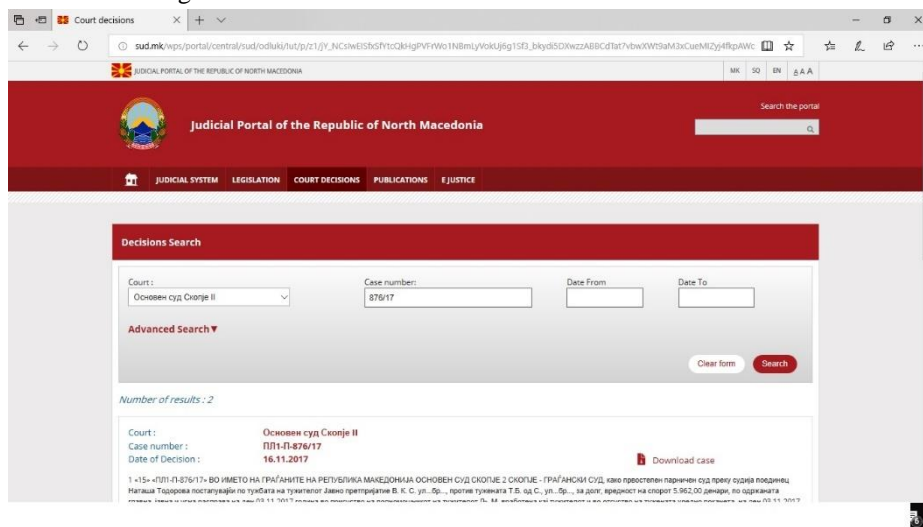 Court decisions
sud.mk/wps/portal/central/sud/odluki/
JUDICIAL PORTAL OF THE REPUBLIC OF NORTH MACEDONIA
MK SQ EN A A A
Search the portal
Judicial Portal of the Republic of North Macedonia
JUDICIAL SYSTEM LEGISLATION COURT DECISIONS PUBLICATIONS E JUSTICE
Decisions Search
Court : Case number: Date From Date To
Основен суд Скопје II 876/17
Advanced Search▼
Clear form Search
Number of results : 2
Court : Основен суд Скопје II
Case number : ПЛ1-П-876/17
Date of Decision : 16.11.2017 Download case
1 «15» «ПЛ1-П-876/17» ВО ИМЕТО НА ГРАЃАНИТЕ НА РЕПУБЛИКА МАКЕДОНИЈА ОСНОВЕН СУД СКОПЈЕ 2 СКОПЈЕ - ГРАЃАНСКИ СУД, како првостепен парничен суд преку судија поединец
Наташа Тодорова постапувајќи по тужбата на тужителот Јавно претпријатие В. К. С. ул...бр..., против тужената Т.Б. од С., ул...бр..., за долг, вредност на спорот 5.962,00 денари, по одржаната